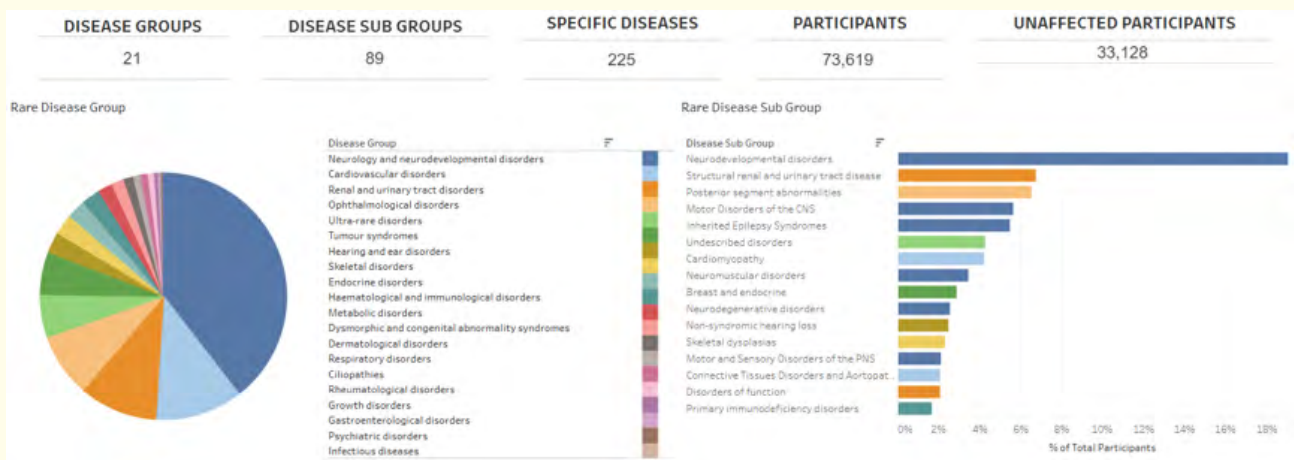 DISEASE GROUPS
21
DISEASE SUB GROUPS
89
SPECIFIC DISEASES
225
PARTICIPANTS
73,619
UNAFFECTED PARTICIPANTS
33,128
Rare Disease Group
Disease Group
Neurology and neurodevelopmental disorders
Cardiovascular disorders
Renal and urinary tract disorders
Ophthalmological disorders
Ultra-rare disorders
Tumour syndromes
Hearing and ear disorders
Skeletal disorders
Endocrine disorders
Haematological and immunological disorders
Metabolic disorders
Dysmorphic and congenital abnormality syndromes
Dermatological disorders
Respiratory disorders
Ciliopathies
Rheumatological disorders
Growth disorders
Gastroenterological disorders
Psychiatric disorders
Infectious diseases
Rare Disease Sub Group
Disease Sub Group
Neurodevelopmental disorders
Structural renal and urinary tract disease
Posterior segment abnormalities
Motor Disorders of the CNS
Inherited Epilepsy Syndromes
Undescribed disorders
Cardiomyopathy
Neuromuscular disorders
Breast and endocrine
Neurodegenerative disorders
Non-syndromic hearing loss
Skeletal dysplasias
Motor and Sensory Disorders of the PNS
Connective Tissues Disorders and Aortopat..
Disorders of function
Primary immunodeficiency disorders
0% 2% 4% 6% 8% 10% 12% 14% 16% 18%
% of Total Participants